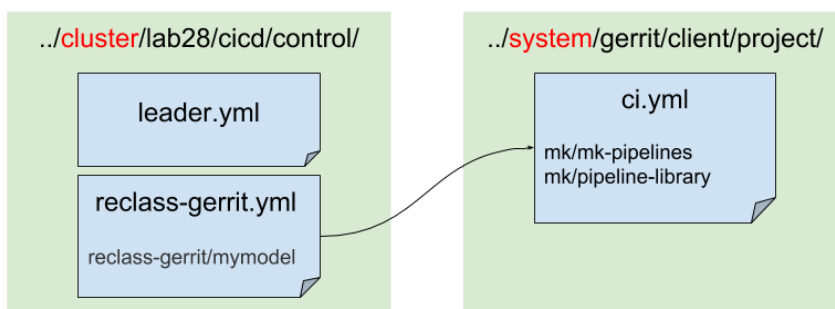 ../cluster/lab28/cicd/control/
leader.yml
reclass-gerrit.yml
reclass-gerrit/mymodel
../system/gerrit/client/project/
ci.yml
mk/mk-pipelines
mk/pipeline-library